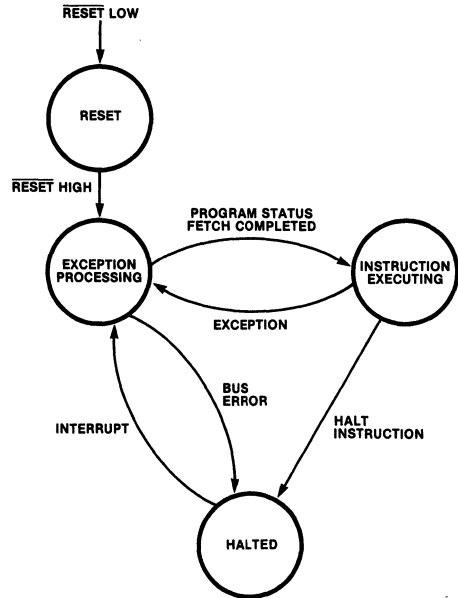 RESET LOW
RESET
RESET HIGH
PROGRAM STATUS
FETCH COMPLETED
EXCEPTION
PROCESSING
INSTRUCTION
EXECUTING
EXCEPTION
BUS
ERROR
INTERRUPT
HALT
INSTRUCTION
HALTED